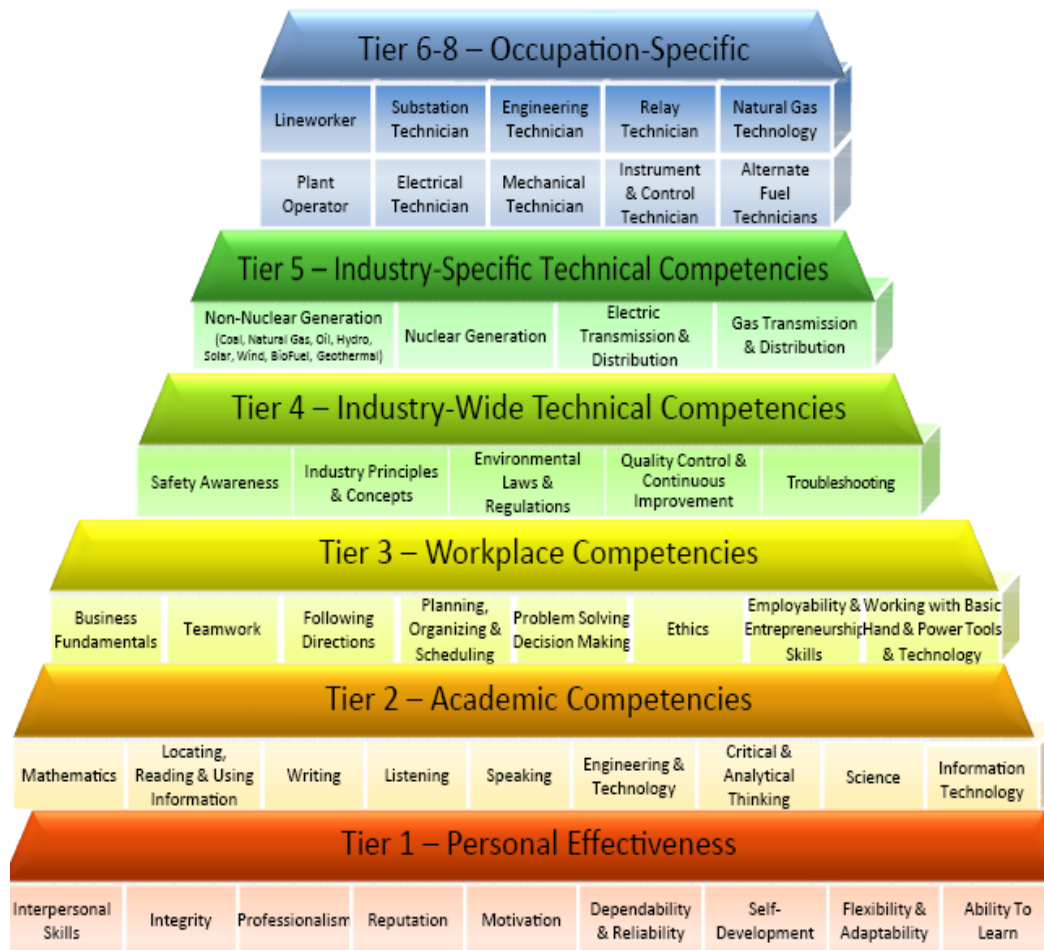 Tier 6-8 – Occupation-Specific
Lineworker
Substation
Technician
Engineering
Technician
Relay
Technician
Natural Gas
Technology
Plant
Operator
Electrical
Technician
Mechanical
Technician
Instrument
& Control
Technician
Alternate
Fuel
Technicians
Tier 5 – Industry-Specific Technical Competencies
Non-Nuclear Generation
(Coal, Natural Gas, Oil, Hydro,
Solar, Wind, BioFuel, Geothermal)
Nuclear Generation
Electric
Transmission &
Distribution
Gas Transmission
& Distribution
Tier 4 – Industry-Wide Technical Competencies
Safety Awareness
Industry Principles
& Concepts
Environmental
Laws &
Regulations
Quality Control &
Continuous
Improvement
Troubleshooting
Tier 3 – Workplace Competencies
Business
Fundamentals
Teamwork
Following
Directions
Planning,
Organizing &
Scheduling
Problem Solving
Decision Making
Ethics
Employability &
Entrepreneurship
Skills
Working with Basic
Hand & Power Tools
& Technology
Tier 2 – Academic Competencies
Mathematics
Locating,
Reading & Using
Information
Writing
Listening
Speaking
Engineering &
Technology
Critical &
Analytical
Thinking
Science
Information
Technology
Tier 1 – Personal Effectiveness
Interpersonal
Skills
Integrity
Professionalism
Reputation
Motivation
Dependability
& Reliability
Self-
Development
Flexibility &
Adaptability
Ability To
Learn